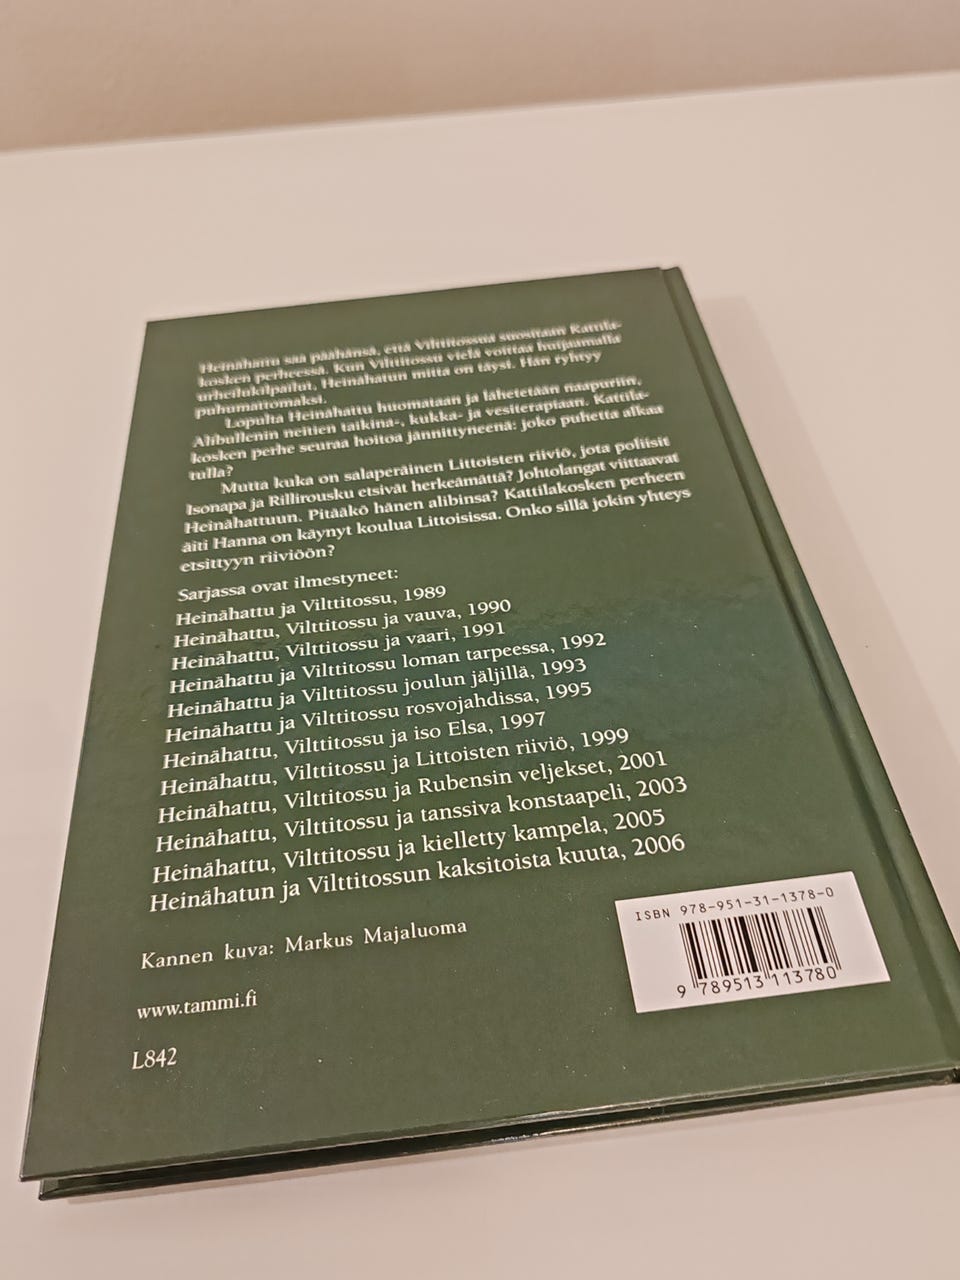 Heinähattu saa päähänsä, että Vilttitossua suositaan Kattila-
kosken perheessä. Kun Vilttitossu vielä voittaa huijaamalla
urheilukilpailut, Heinähatun mitta on täysi. Hän ryhtyy
puhumattomaksi.
Lopulta Heinähattu huomataan ja lähetetään naapuriin,
Alibullenin neitien taikina-, kukka- ja vesiterapiaan. Kattila-
kosken perhe seuraa hoitoa jännittyneenä: joko puhetta alkaa
tulla?
Mutta kuka on salaperäinen Littoisten riiviö, jota poliisit
Isonapa ja Rillirousku etsivät herkeämättä? Johtolangat viittaavat
Heinähattuun. Pitääkö hänen alibinsa? Kattilakosken perheen
äiti Hanna on käynyt koulua Littoisissa. Onko sillä jokin yhteys
etsittyyn riiviöön?
Sarjassa ovat ilmestyneet:
Heinähattu ja Vilttitossu, 1989
Heinähattu, Vilttitossu ja vauva, 1990
Heinähattu, Vilttitossu ja vaari, 1991
Heinähattu ja Vilttitossu loman tarpeessa, 1992
Heinähattu ja Vilttitossu joulun jäljillä, 1993
Heinähattu ja Vilttitossu rosvojahdissa, 1995
Heinähattu, Vilttitossu ja iso Elsa, 1997
Heinähattu, Vilttitossu ja Littoisten riiviö, 1999
Heinähattu, Vilttitossu ja Rubensin veljekset, 2001
Heinähattu, Vilttitossu ja tanssiva konstaapeli, 2003
Heinähattu, Vilttitossu ja kielletty kampela, 2005
Heinähatun ja Vilttitossun kaksitoista kuuta, 2006
Kannen kuva: Markus Majaluoma
www.tammi.fi
L842
ISBN 978-951-31-1378-0
9 789513 113780